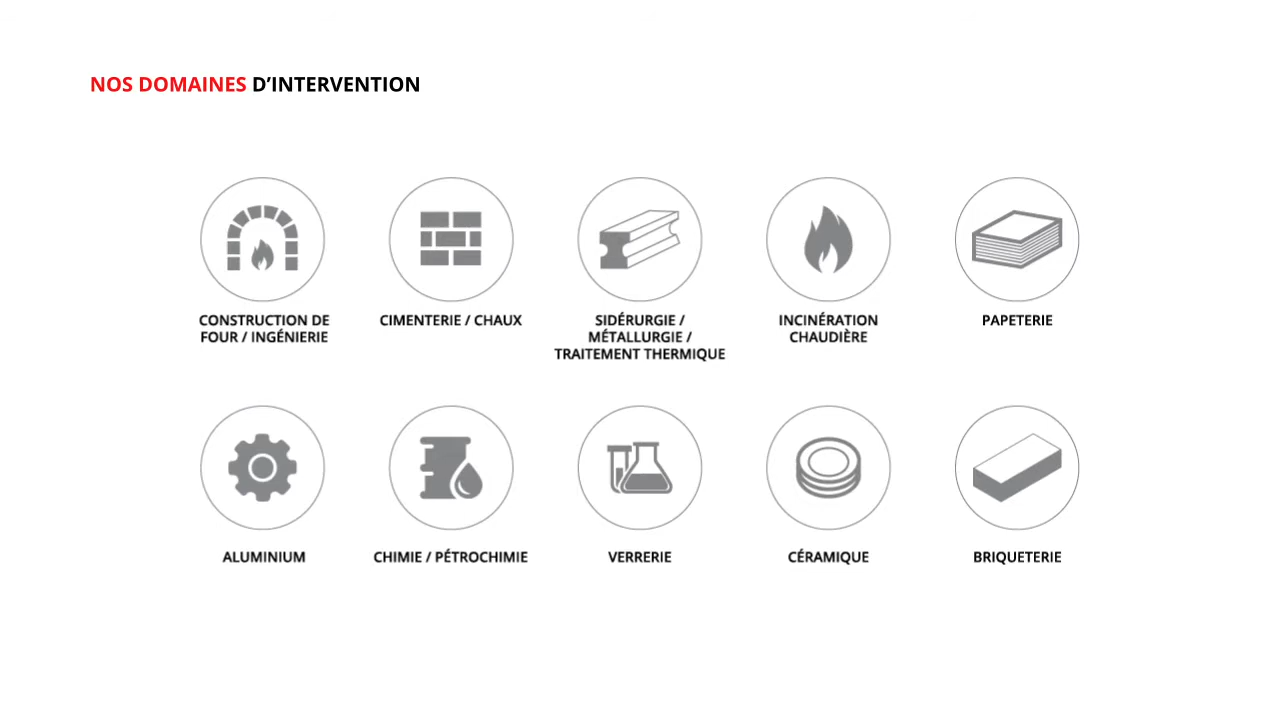 NOS DOMAINES D’INTERVENTION
CONSTRUCTION DE
FOUR / INGÉNIERIE
CIMENTERIE / CHAUX
SIDÉRURGIE /
MÉTALLURGIE /
TRAITEMENT THERMIQUE
INCINÉRATION
CHAUDIÈRE
PAPETERIE
ALUMINIUM
CHIMIE / PÉTROCHIMIE
VERRERIE
CÉRAMIQUE
BRIQUETERIE